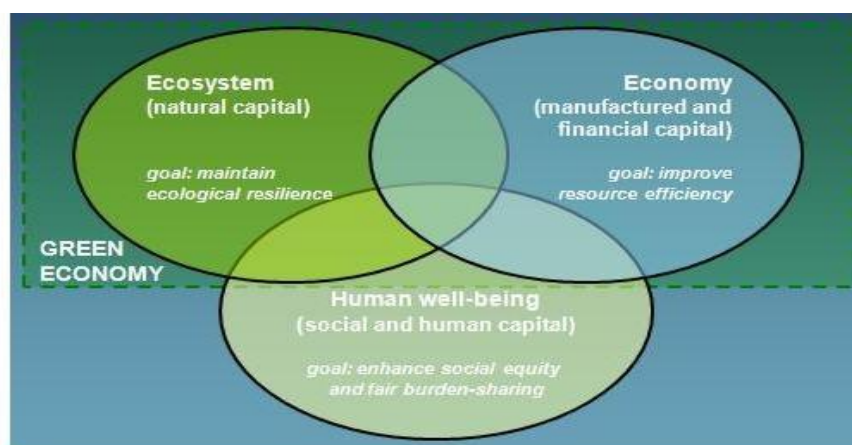 Ecosystem
(natural capital)
goal: maintain
ecological resilience
Economy
(manufactured and
financial capital)
goal: improve
resource efficiency
GREEN
ECONOMY
Human well-being
(social and human capital)
goal: enhance social equity
and fair burden-sharing